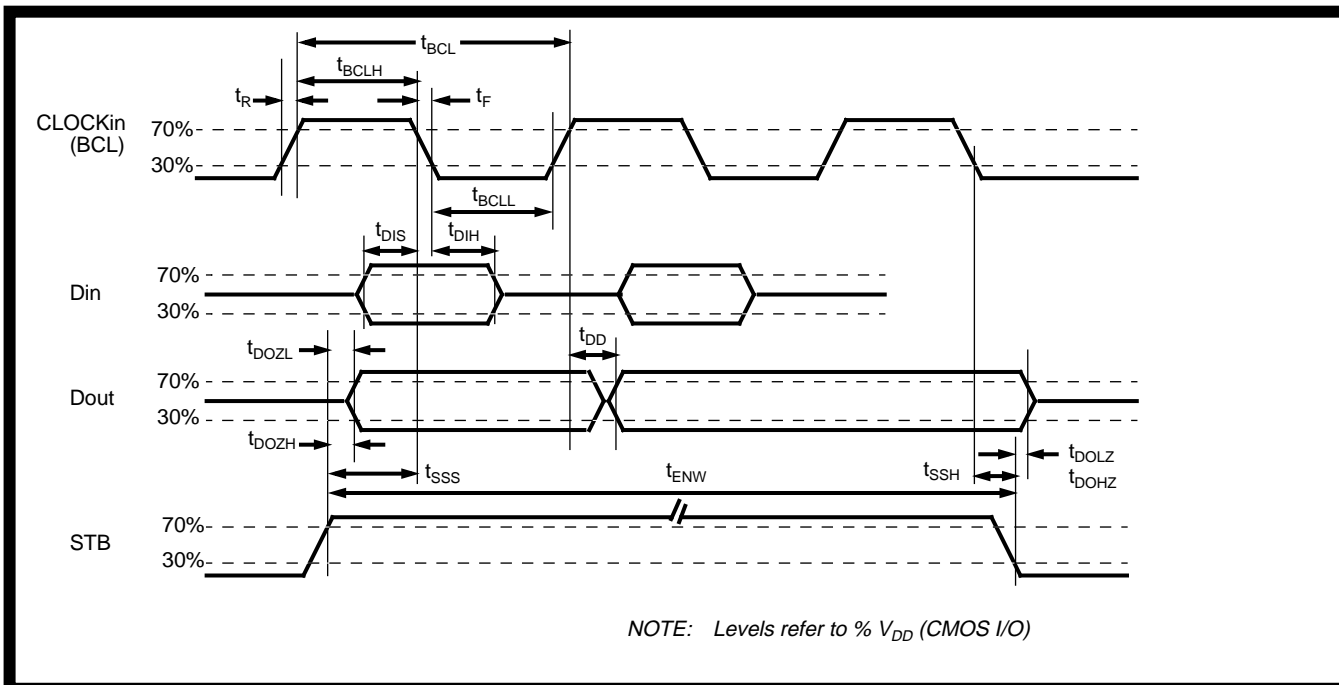 tBCL
tBCLH
tR
tF
CLOCKin
(BCL)
70%
30%
tBCLL
tDIS
tDIH
70%
Din
30%
tDD
tDOZL
70%
Dout
30%
tDOZH
tSSS
tENW
tSSH
tDOLZ
tDOHZ
70%
STB
30%
NOTE: Levels refer to % VDD (CMOS I/O)